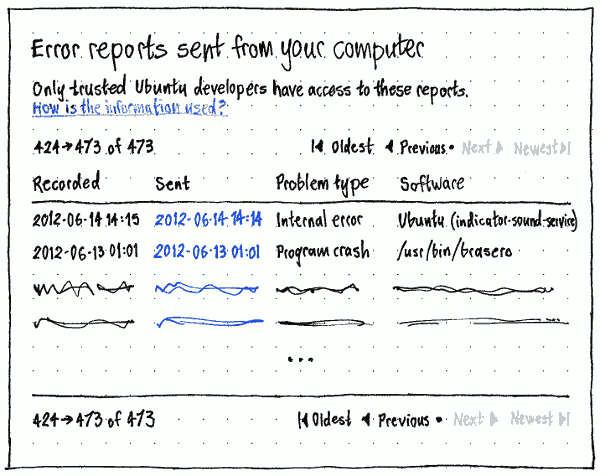 Error reports sent from your computer
Only trusted Ubuntu developers have access to these reports.
How is the information used?
424→473 of 473 Oldest Previous • Next Newest
Recorded Sent Problem type Software
2012-06-14 14:15 2012-06-14 14:14 Internal error Ubuntu (indicator-sound-service)
2012-06-13 01:01 2012-06-13 01:01 Program crash /usr/bin/brasero
...
424→473 of 473 Oldest Previous • Next Newest